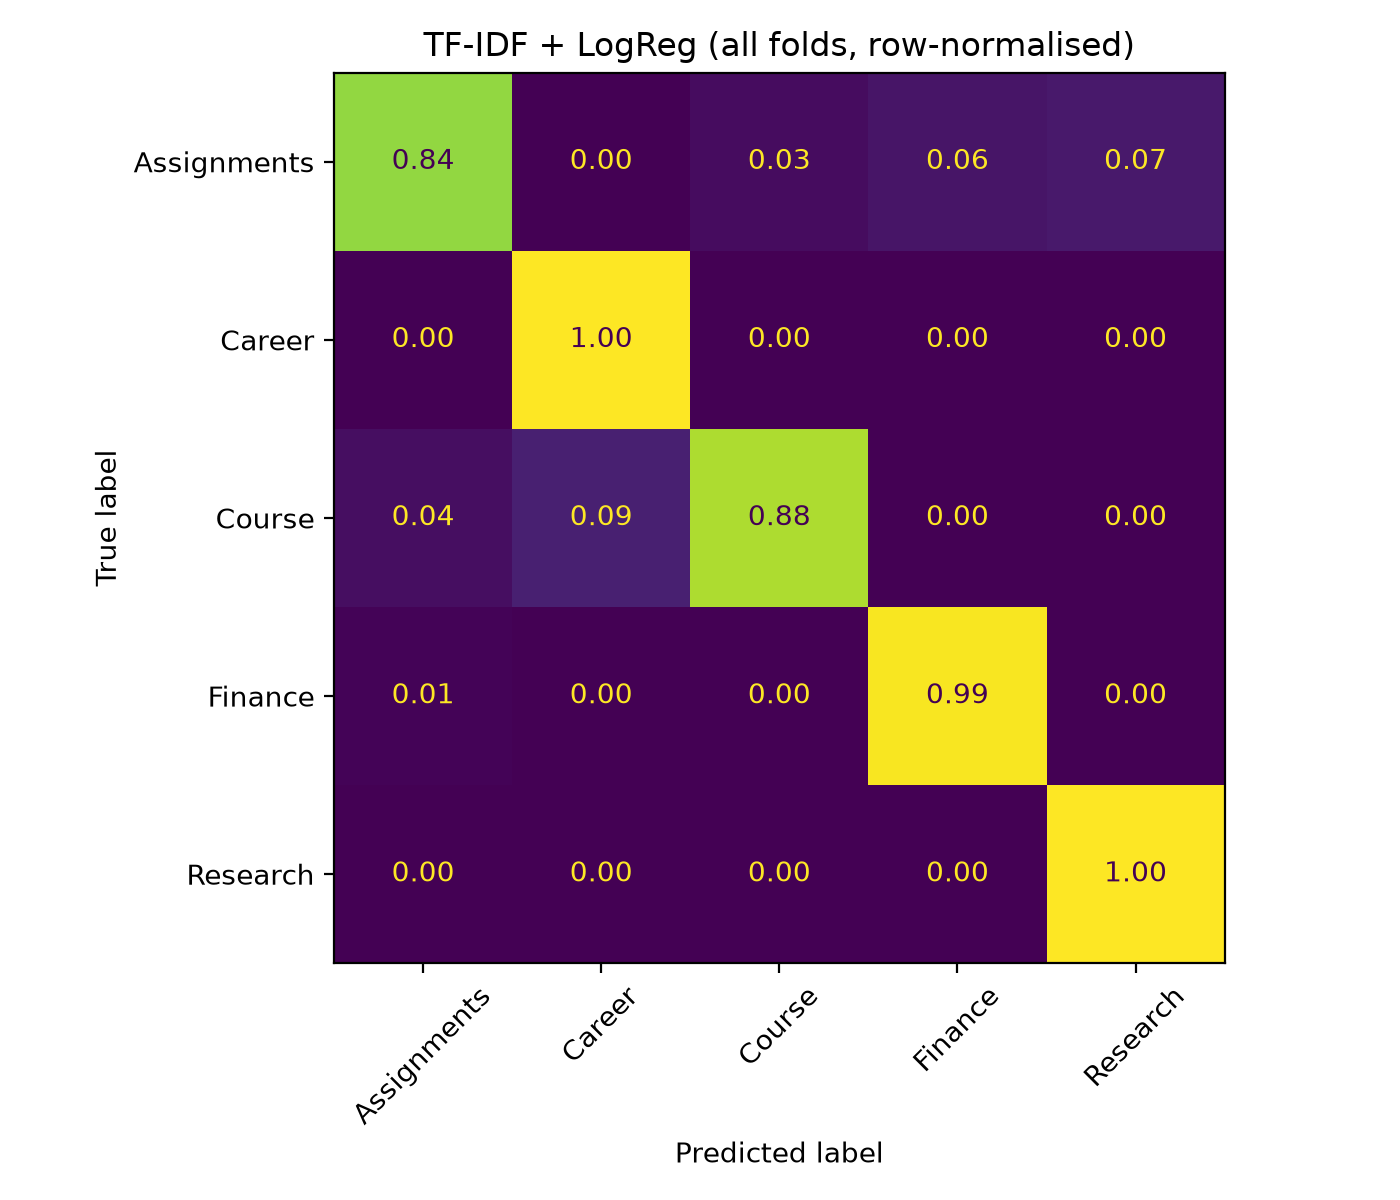 TF-IDF + LogReg (all folds, row-normalised)
Assignments 0.84 0.00 0.03 0.06 0.07
Career 0.00 1.00 0.00 0.00 0.00
Course 0.04 0.09 0.88 0.00 0.00
Finance 0.01 0.00 0.00 0.99 0.00
Research 0.00 0.00 0.00 0.00 1.00
True label
Assignments Career Course Finance Research
Predicted label